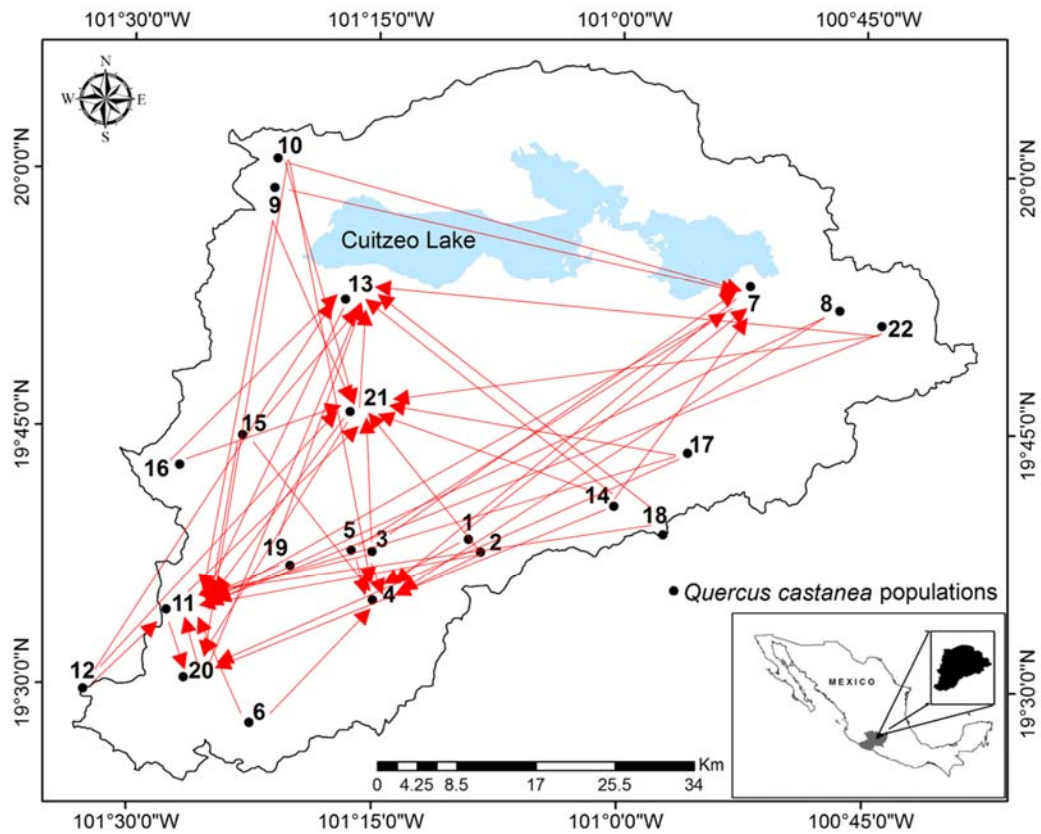 101°30'0"W 101°15'0"W 101°0'0"W 100°45'0"W
N
W E
S
10
20°0'0"N
20°0'0"N
9
Cuitzeo Lake
13
7
8
22
21
15
19°45'0"N
19°45'0"N
16
17
14
18
1
5
3
2
19
4
11
Quercus castanea populations
12
20
19°30'0"N
19°30'0"N
6
MEXICO
Km
0 4.25 8.5 17 25.5 34
101°30'0"W 101°15'0"W 101°0'0"W 100°45'0"W